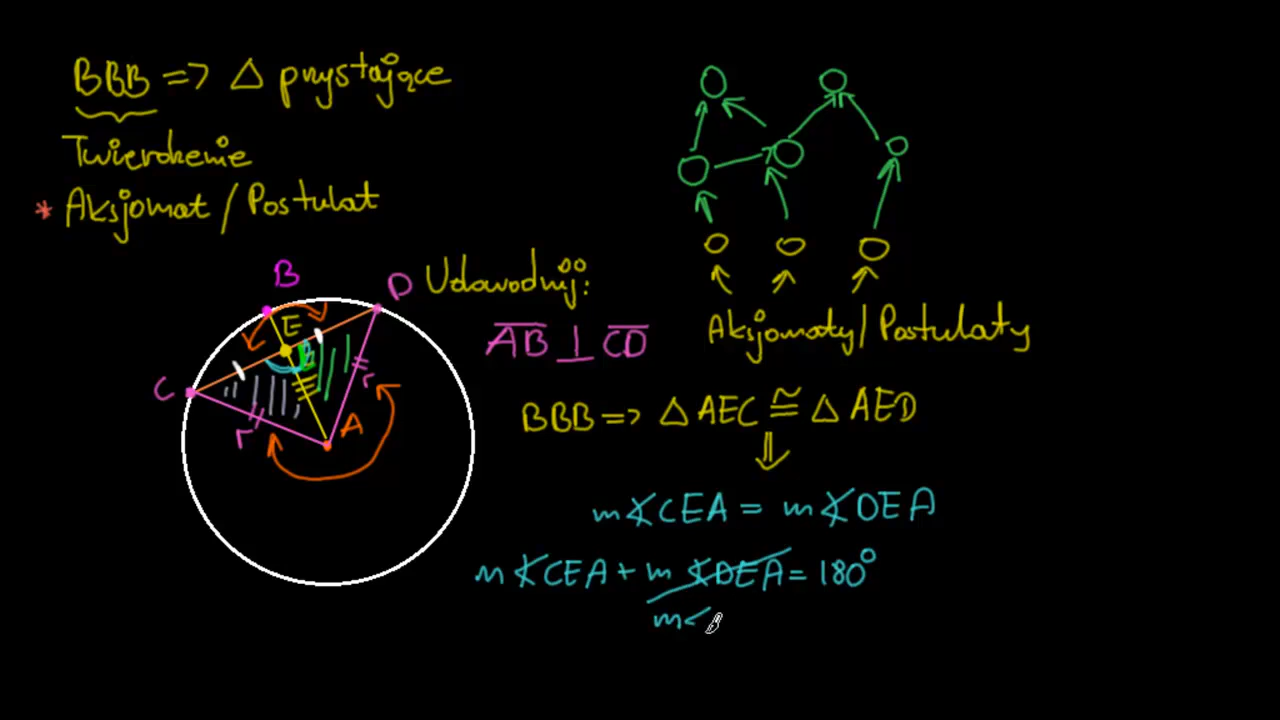 BBB => △ przystające
Twierdzenie
* Aksjomat / Postulat
Aksjomaty / Postulaty
Udowodnij:
AB ⊥ CD
B
D
E
C
A
r
r
BBB => △ AEC ≅ △ AED
⇓
m∢CEA = m∢DEA
m∢CEA + m∢DEA = 180°
m<